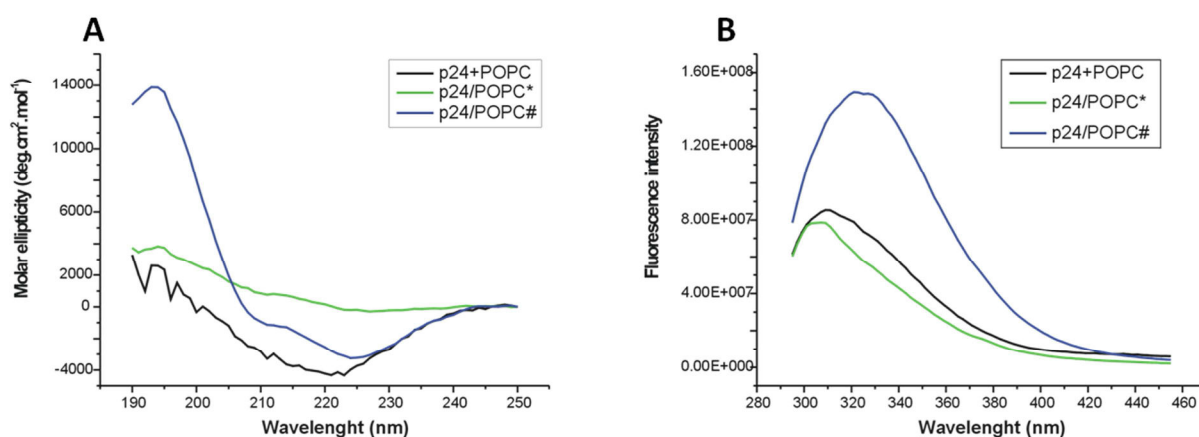 A
p24+POPC
p24/POPC*
p24/POPC#
Molar ellipticity (deg.cm².mol⁻¹)
14000
10000
6000
2000
0
-4000
190 200 210 220 230 240 250
Wavelenght (nm)
B
p24+POPC
p24/POPC*
p24/POPC#
Fluorescence intensity
1.60E+008
1.20E+008
8.00E+007
4.00E+007
0.00E+000
280 300 320 340 360 380 400 420 440 460
Wavelenght (nm)